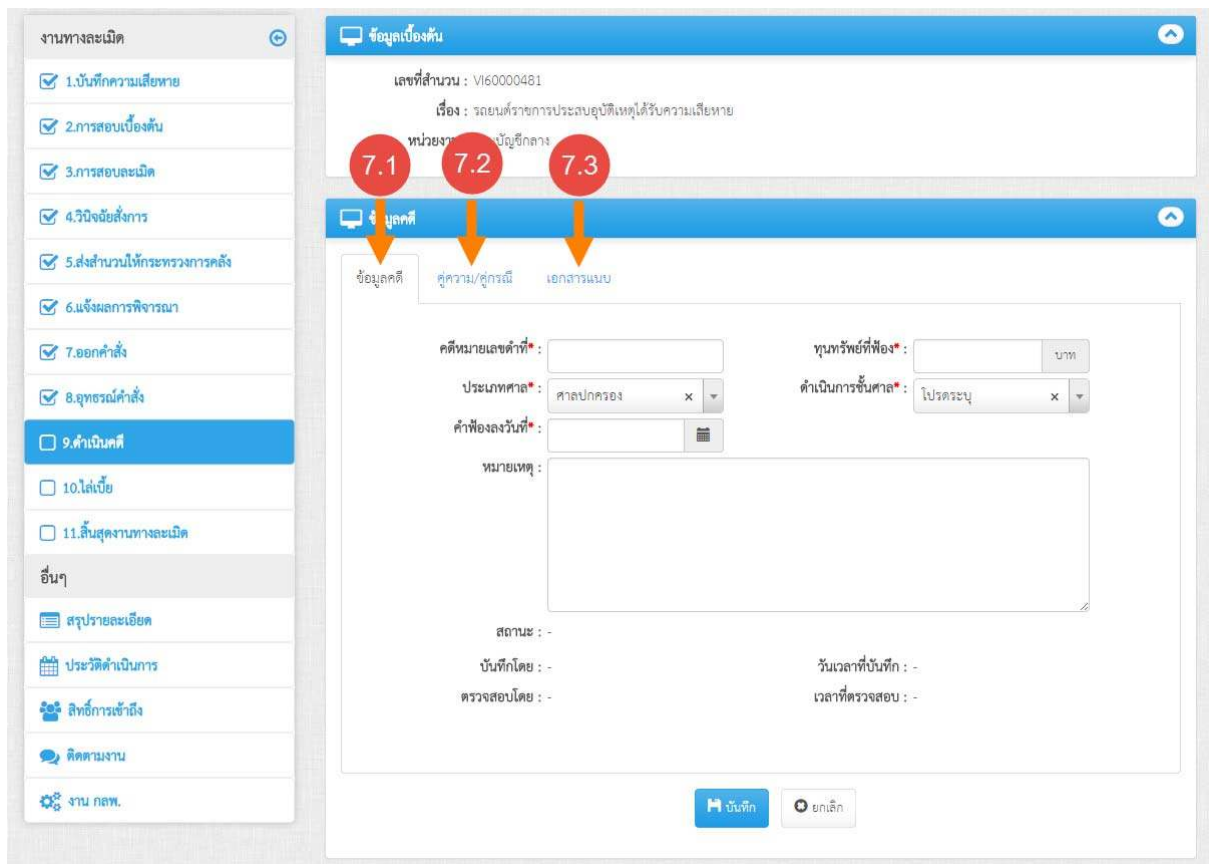 งานทางละเมิด
1.บันทึกความเสียหาย
2.การสอบเบื้องต้น
3.การสอบละเมิด
4.วินิจฉัยสั่งการ
5.ส่งสำนวนให้กระทรวงการคลัง
6.แจ้งผลการพิจารณา
7.ออกคำสั่ง
8.อุทธรณ์คำสั่ง
9.ดำเนินคดี
10.ไล่เบี้ย
11.สิ้นสุดงานทางละเมิด
อื่นๆ
สรุปรายละเอียด
ประวัติดำเนินการ
สิทธิ์การเข้าถึง
ติดตามงาน
งาน กลพ.
ข้อมูลเบื้องต้น
เลขที่สำนวน : VI60000481
เรื่อง : รถยนต์ราชการประสบอุบัติเหตุได้รับความเสียหาย
7.1 7.2 7.3
ข้อมูลคดี คู่ความ/คู่กรณี เอกสารแนบ
คดีหมายเลขดำที่* : ทุนทรัพย์ที่ฟ้อง* : บาท
ประเภทศาล* : ศาลปกครอง x ดำเนินการชั้นศาล* : โปรดระบุ x
คำฟ้องลงวันที่* :
หมายเหตุ :
สถานะ : -
บันทึกโดย : - วันเวลาที่บันทึก : -
ตรวจสอบโดย : - เวลาที่ตรวจสอบ : -
บันทึก ยกเลิก